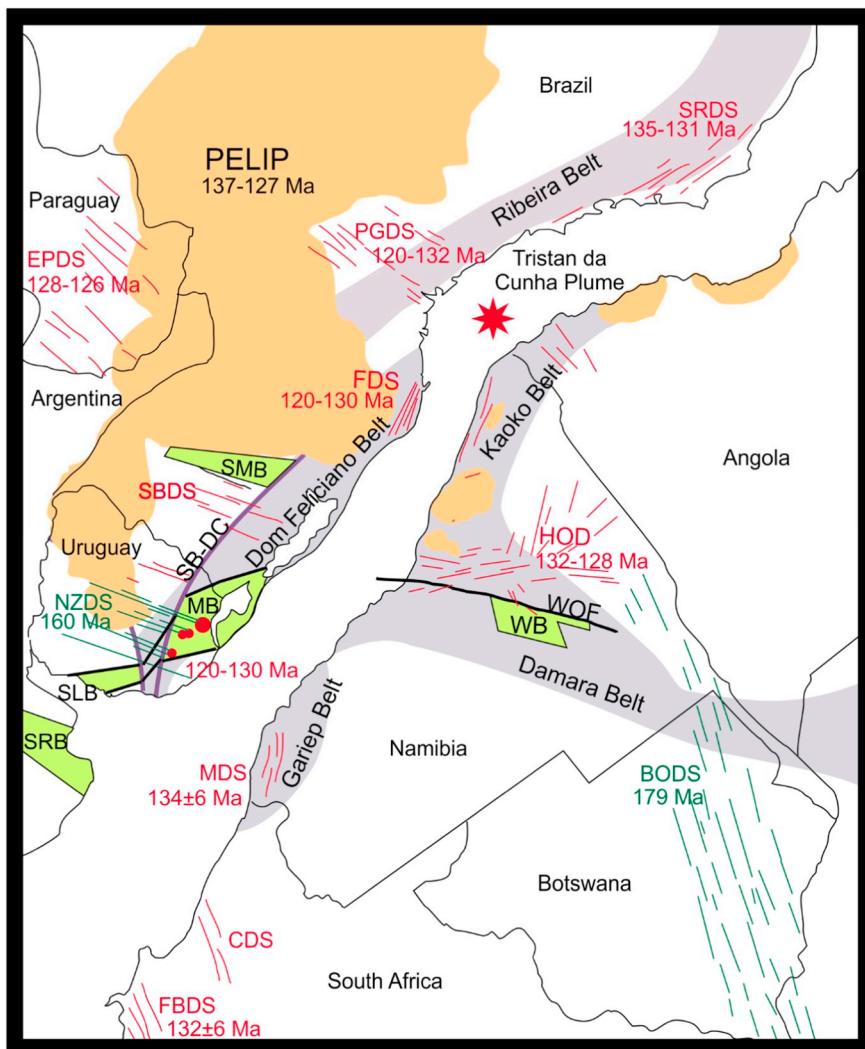 Brazil
SRDS
135-131 Ma
PELIP
137-127 Ma
Ribeira Belt
Paraguay
PGDS
120-132 Ma
EPDS
128-126 Ma
Tristan da
Cunha Plume
FDS
120-130 Ma
Argentina
Kaoko Belt
Dom Feliciano Belt
SMB
Angola
SBDS
SB-DC
HOD
132-128 Ma
Uruguay
NZDS
160 Ma
MB
WOF
WB
120-130 Ma
Damara Belt
SLB
Gariep Belt
SRB
Namibia
MDS
134±6 Ma
BODS
179 Ma
Botswana
CDS
South Africa
FBDS
132±6 Ma